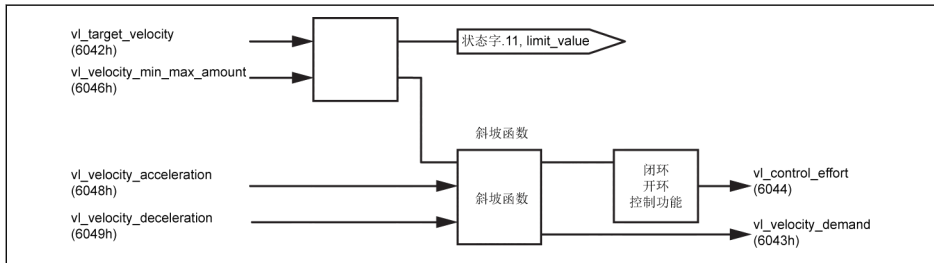 vl_target_velocity
(6042h)
vl_velocity_min_max_amount
(6046h)
状态字.11, limit_value
斜坡函数
vl_velocity_acceleration
(6048h)
vl_velocity_deceleration
(6049h)
斜坡函数
闭环
开环
控制功能
vl_control_effort
(6044)
vl_velocity_demand
(6043h)